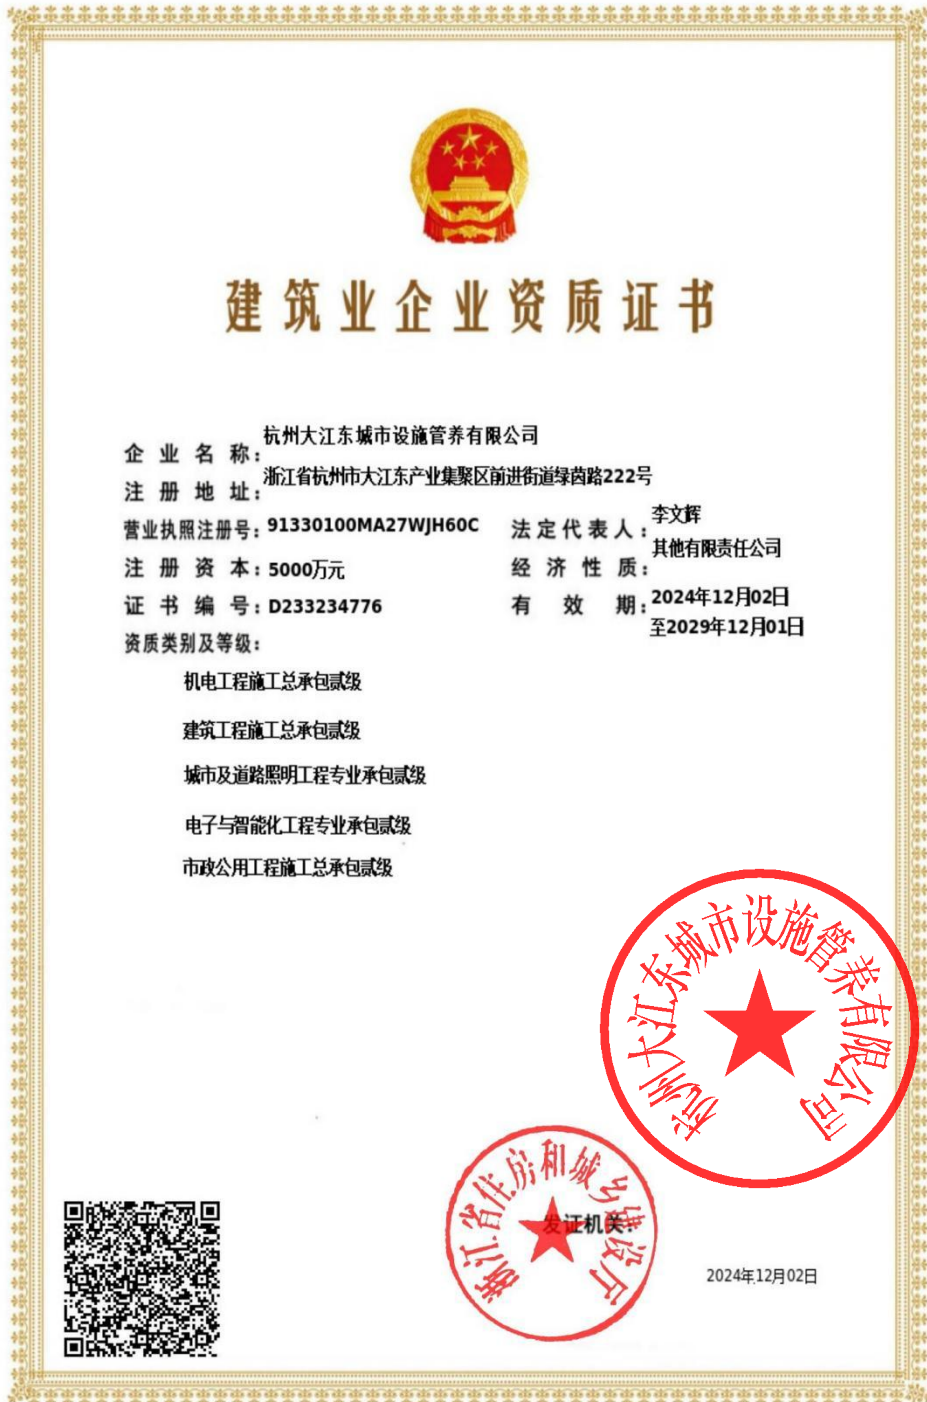 建筑业企业资质证书
企业名称：杭州大江东城市设施管养有限公司
注册地址：浙江省杭州市大江东产业集聚区前进街道绿茵路222号
营业执照注册号：91330100MA27WJH60C 法定代表人：李文辉
注册资本：5000万元 经济性质：其他有限责任公司
证书编号：D233234776 有效期：2024年12月02日
至2029年12月01日
资质类别及等级：
机电工程施工总承包贰级
建筑工程施工总承包贰级
城市及道路照明工程专业承包贰级
电子与智能化工程专业承包贰级
市政公用工程施工总承包贰级
杭州大江东城市设施管养有限公司
浙江省住房和城乡建设厅
发证机关：
2024年12月02日